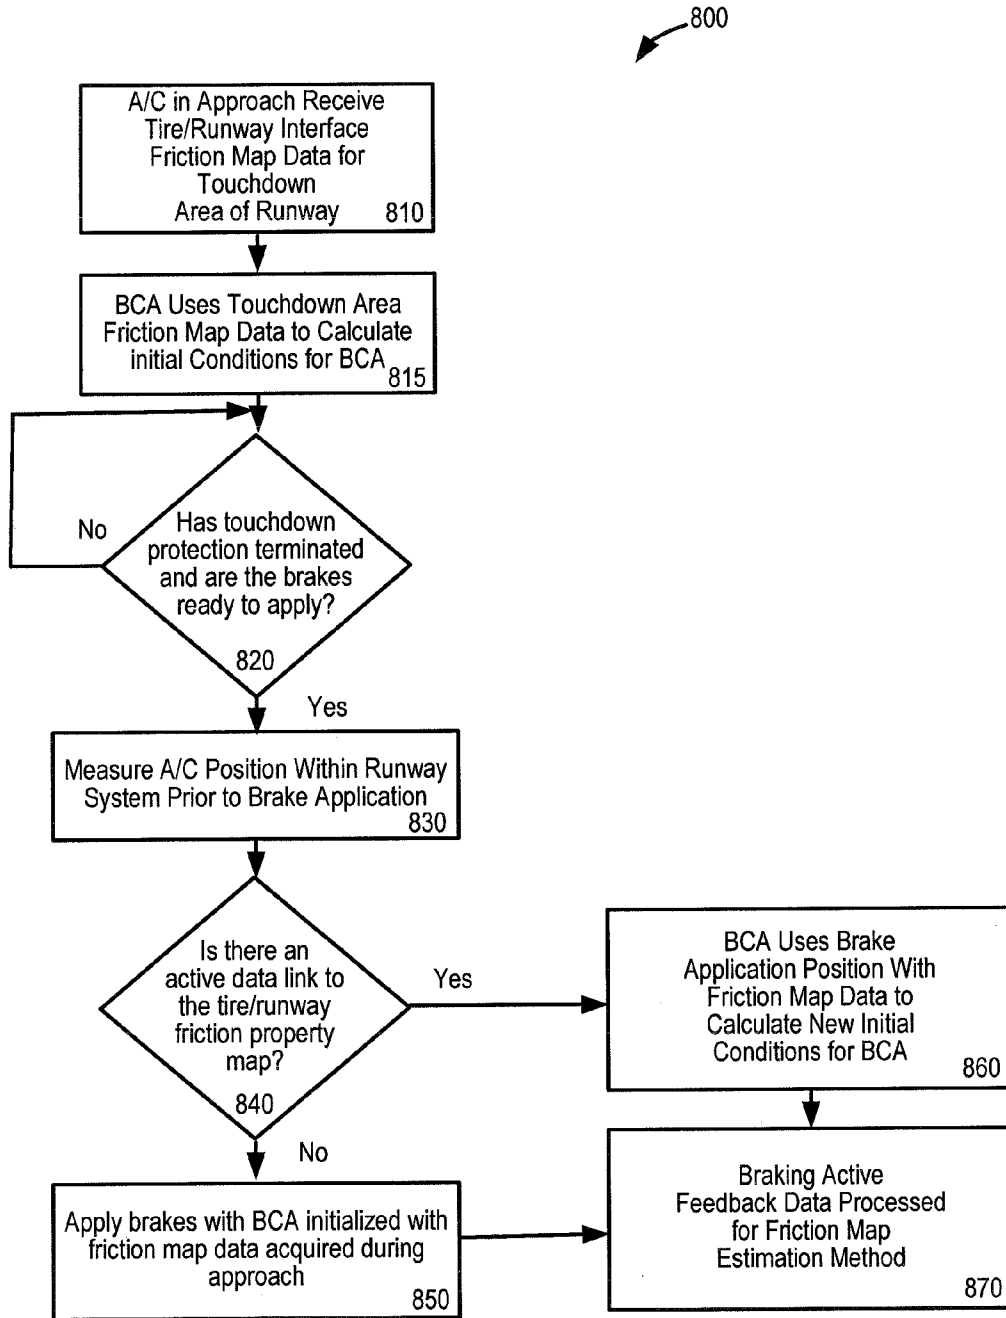 800
A/C in Approach Receive
Tire/Runway Interface
Friction Map Data for
Touchdown
Area of Runway
810
BCA Uses Touchdown Area
Friction Map Data to Calculate
initial Conditions for BCA
815
No
Has touchdown
protection terminated
and are the brakes
ready to apply?
820
Yes
Measure A/C Position Within Runway
System Prior to Brake Application
830
Is there an
active data link to
the tire/runway
friction property
map?
840
Yes
BCA Uses Brake
Application Position With
Friction Map Data to
Calculate New Initial
Conditions for BCA
860
No
Apply brakes with BCA initialized with
friction map data acquired during
approach
850
Braking Active
Feedback Data Processed
for Friction Map
Estimation Method
870